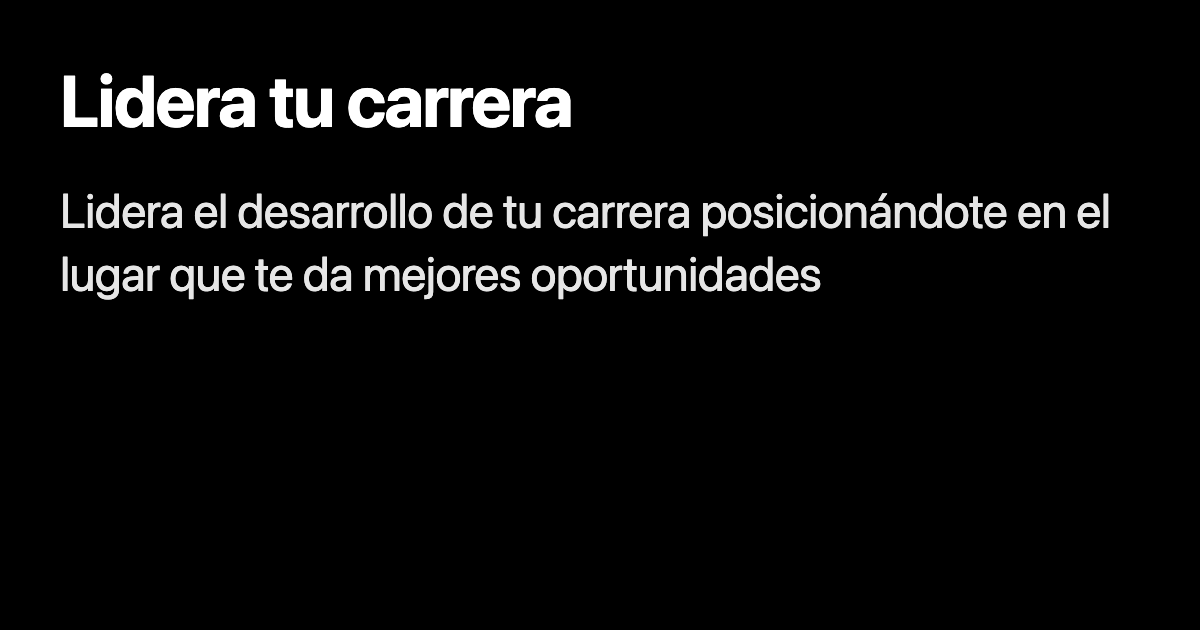 Lidera tu carrera
Lidera el desarrollo de tu carrera posicionándote en el
lugar que te da mejores oportunidades